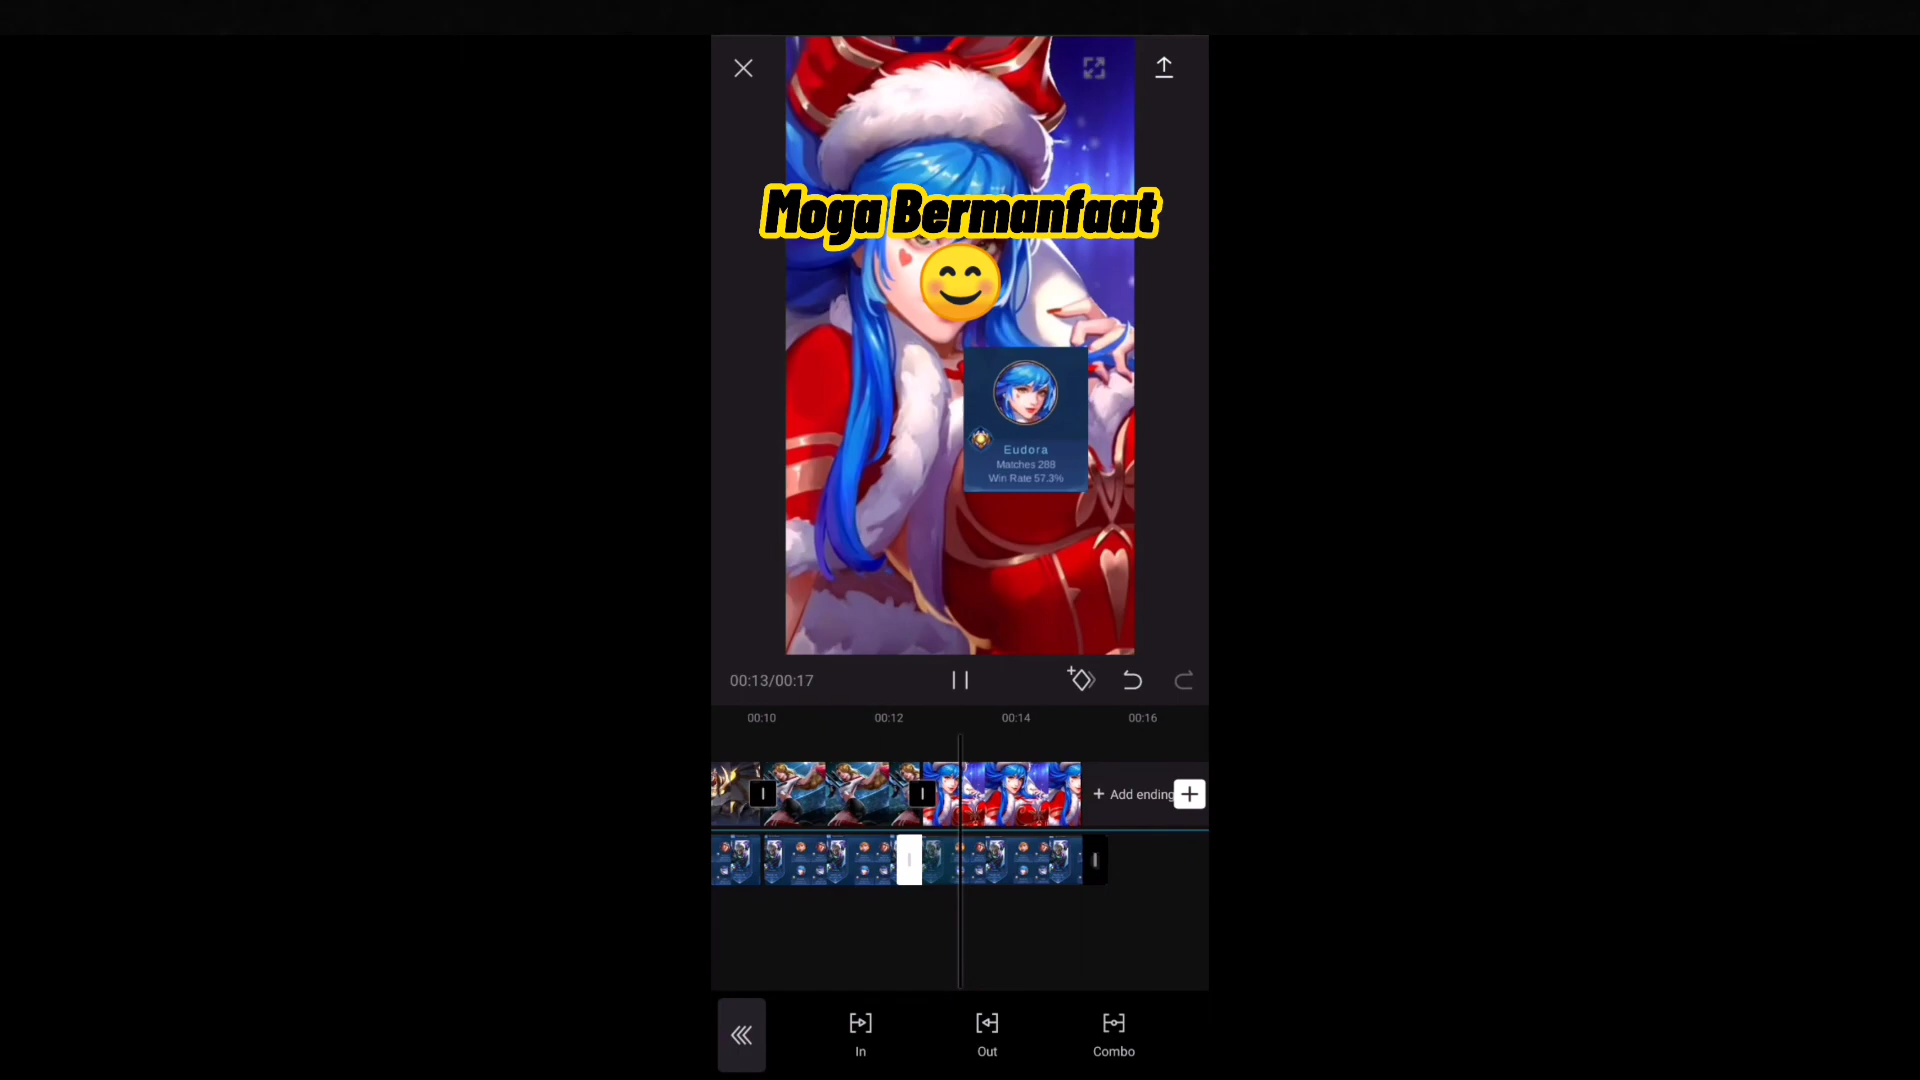 Moga Bermanfaat
😊
Eudora
Matches 288
Win Rate 57.3%
00:13/00:17
00:10 00:12 00:14 00:16
+ Add ending
In Out Combo